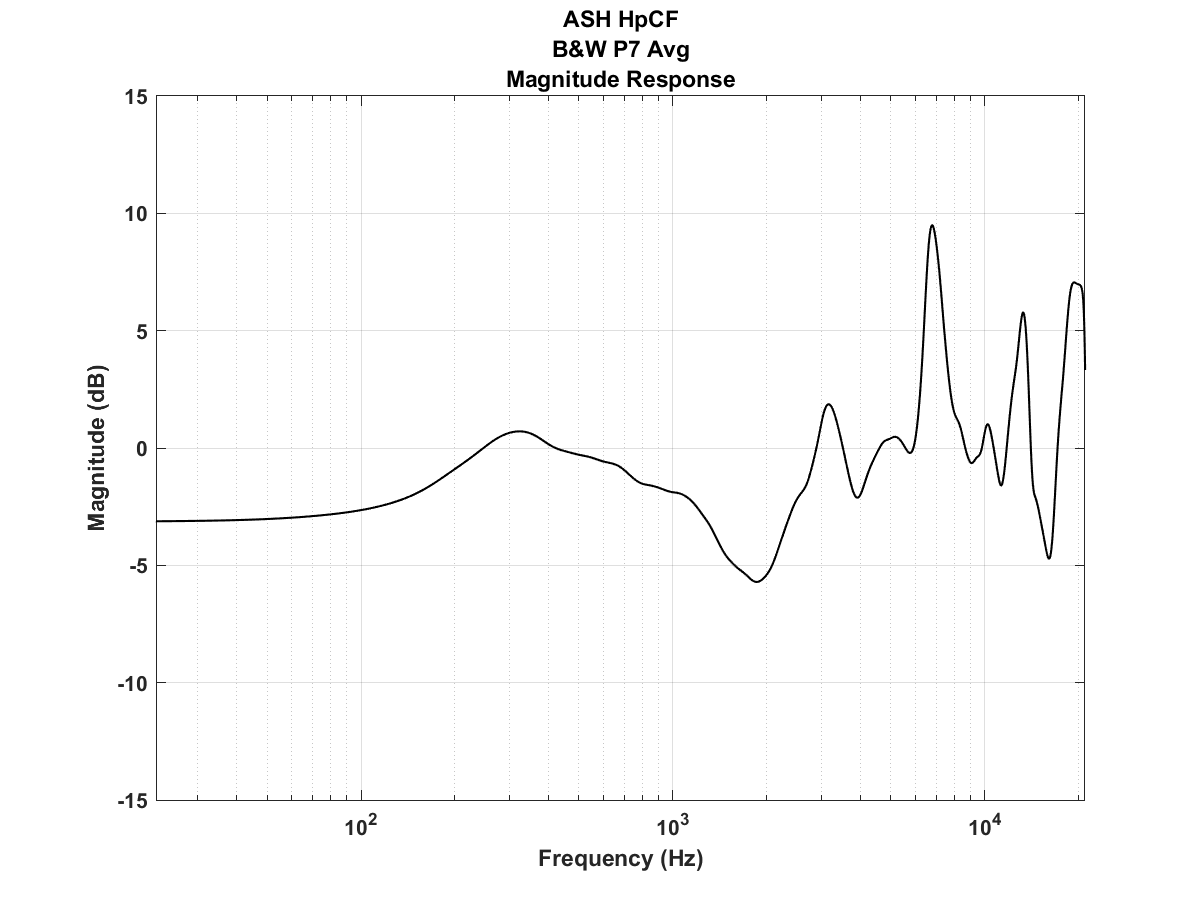 ASH HpCF
B&W P7 Avg
Magnitude Response
15
10
5
0
-5
-10
-15
Magnitude (dB)
10² 10³ 10⁴
Frequency (Hz)